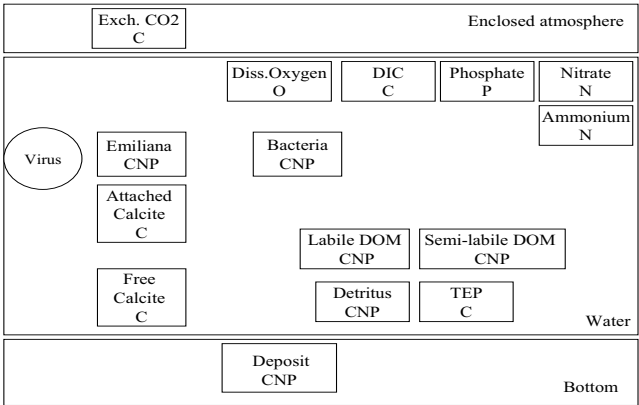 Exch. CO2
C
Enclosed atmosphere
Diss.Oxygen
O
DIC
C
Phosphate
P
Nitrate
N
Ammonium
N
Virus
Emiliana
CNP
Bacteria
CNP
Attached
Calcite
C
Labile DOM
CNP
Semi-labile DOM
CNP
Free
Calcite
C
Detritus
CNP
TEP
C
Water
Deposit
CNP
Bottom